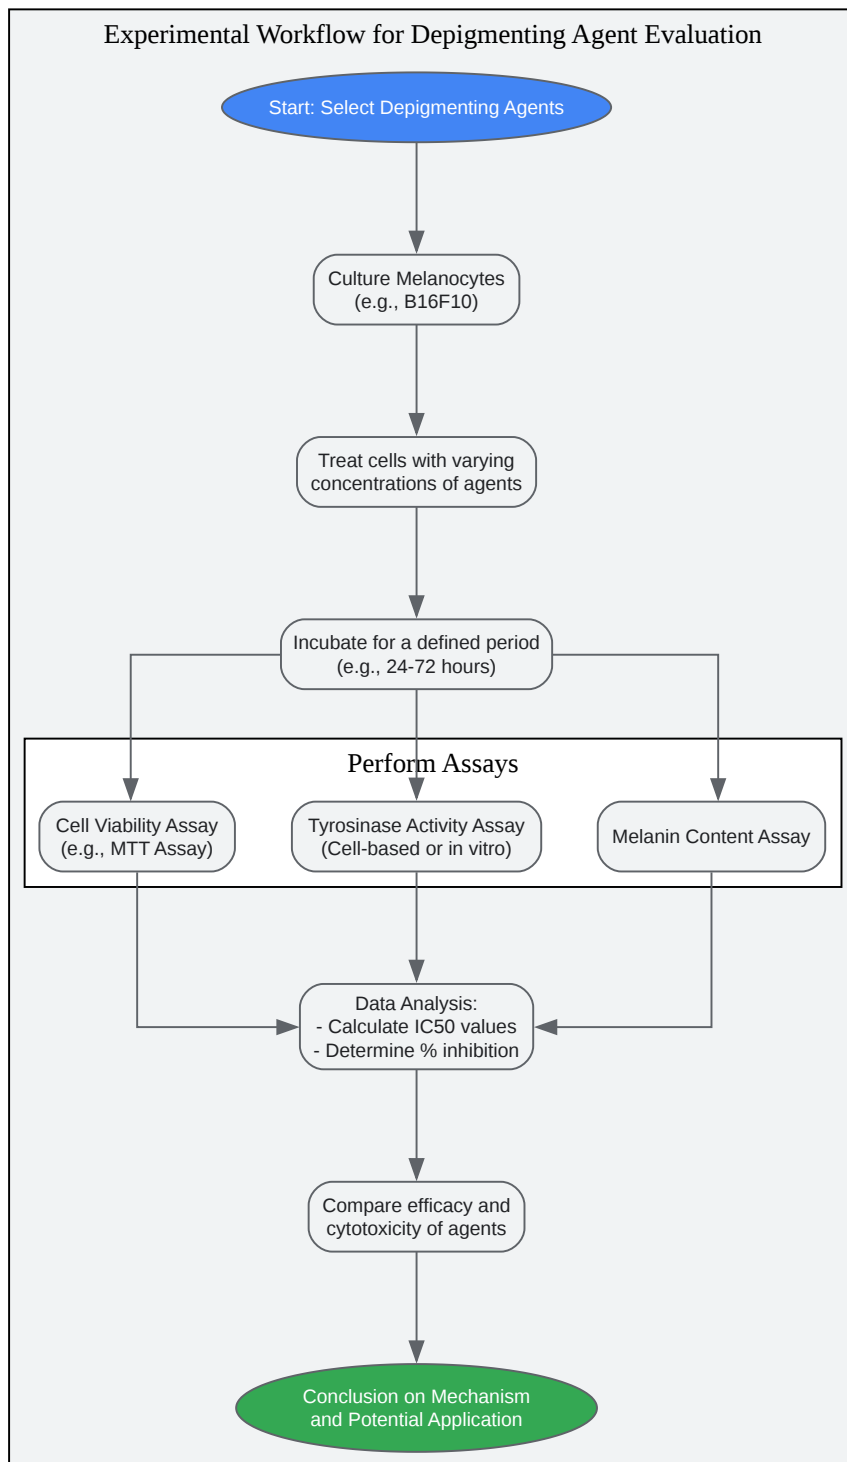 Experimental Workflow for Depigmenting Agent Evaluation
Start: Select Depigmenting Agents
Culture Melanocytes
(e.g., B16F10)
Treat cells with varying
concentrations of agents
Incubate for a defined period
(e.g., 24-72 hours)
Perform Assays
Cell Viability Assay
(e.g., MTT Assay)
Tyrosinase Activity Assay
(Cell-based or in vitro)
Melanin Content Assay
Data Analysis:
- Calculate IC50 values
- Determine % inhibition
Compare efficacy and
cytotoxicity of agents
Conclusion on Mechanism
and Potential Application